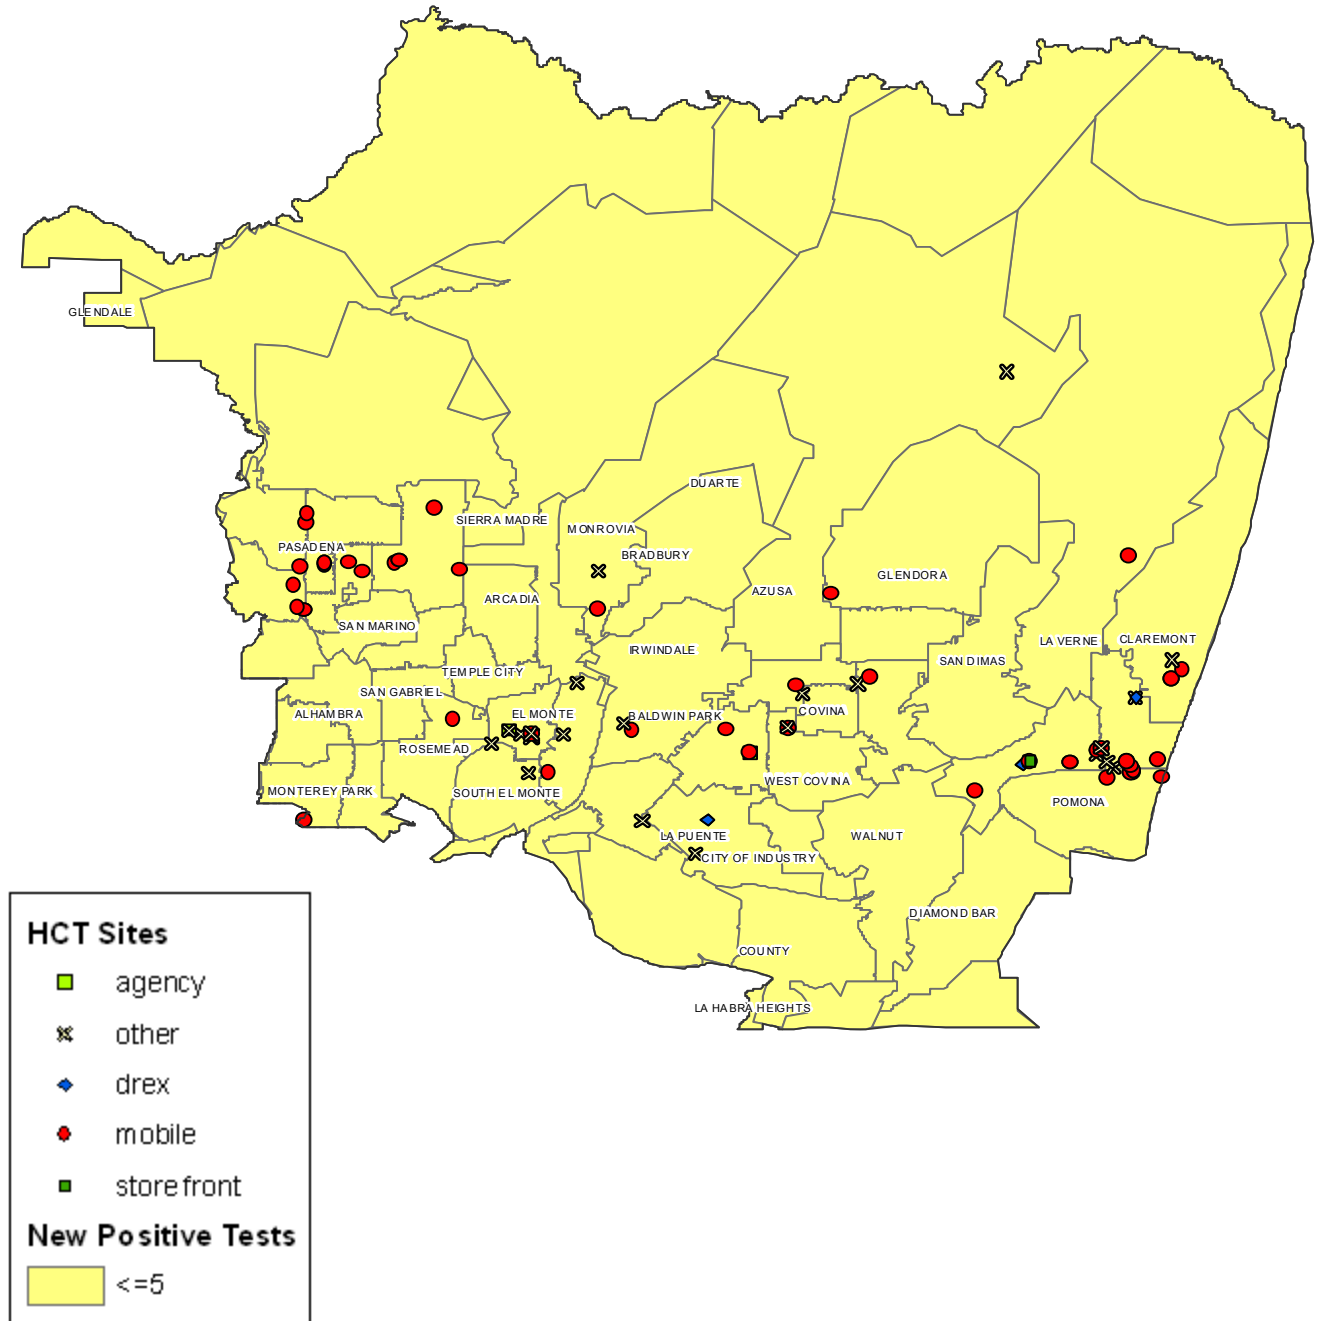 GLENDALE
DUARTE
SIERRA MADRE
MONROVIA
PASADENA
BRADBURY
GLENDORA
AZUSA
ARCADIA
SAN MARINO
LA VERNE
CLAREMONT
IRWINDALE
SAN DIMAS
TEMPLE CITY
SAN GABRIEL
COVINA
ALHAMBRA
EL MONTE
BALDWIN PARK
ROSEMEAD
WEST COVINA
MONTEREY PARK
SOUTH EL MONTE
POMONA
LA PUENTE
WALNUT
CITY OF INDUSTRY
DIAMOND BAR
COUNTY
LA HABRA HEIGHTS
HCT Sites
agency
other
drex
mobile
storefront
New Positive Tests
<=5